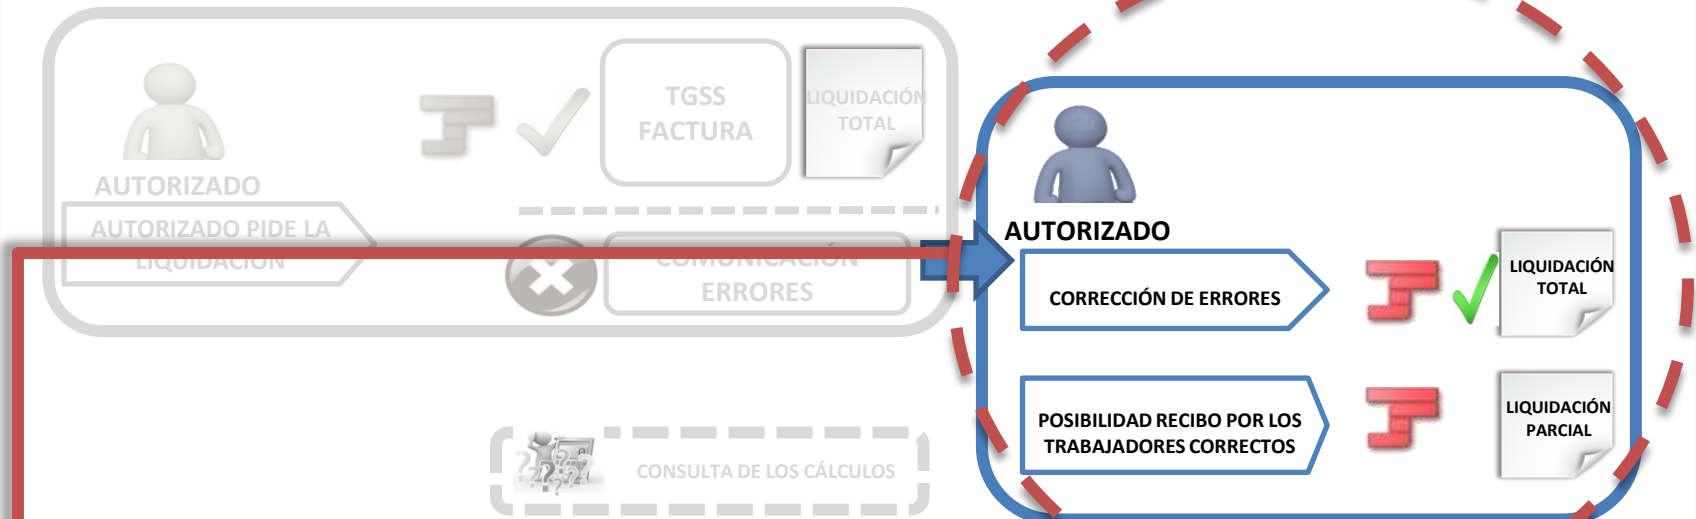 TGSS
FACTURA
LIQUIDACIÓN
TOTAL
AUTORIZADO
AUTORIZADO PIDE LA
LIQUIDACIÓN
COMUNICACIÓN
ERRORES
CONSULTA DE LOS CÁLCULOS
AUTORIZADO
CORRECCIÓN DE ERRORES
LIQUIDACIÓN
TOTAL
POSIBILIDAD RECIBO POR LOS
TRABAJADORES CORRECTOS
LIQUIDACIÓN
PARCIAL